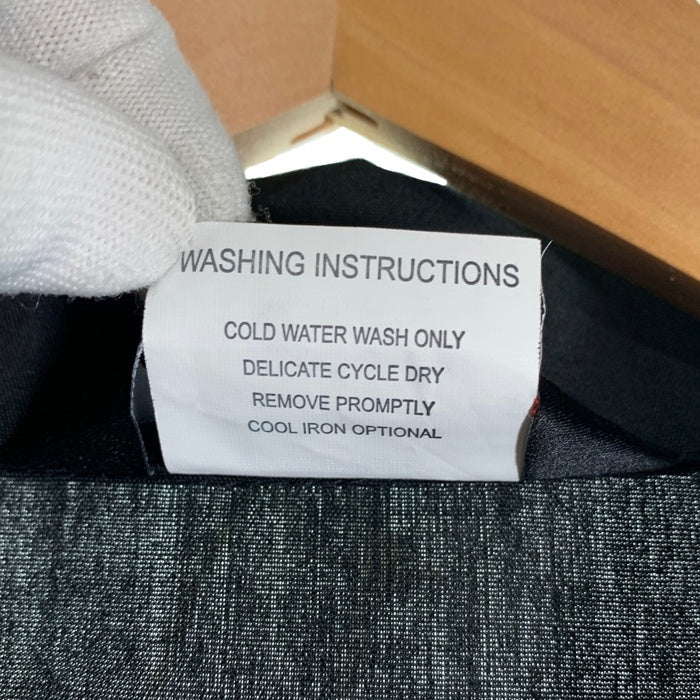 WASHING INSTRUCTIONS
COLD WATER WASH ONLY
DELICATE CYCLE DRY
REMOVE PROMPTLY
COOL IRON OPTIONAL